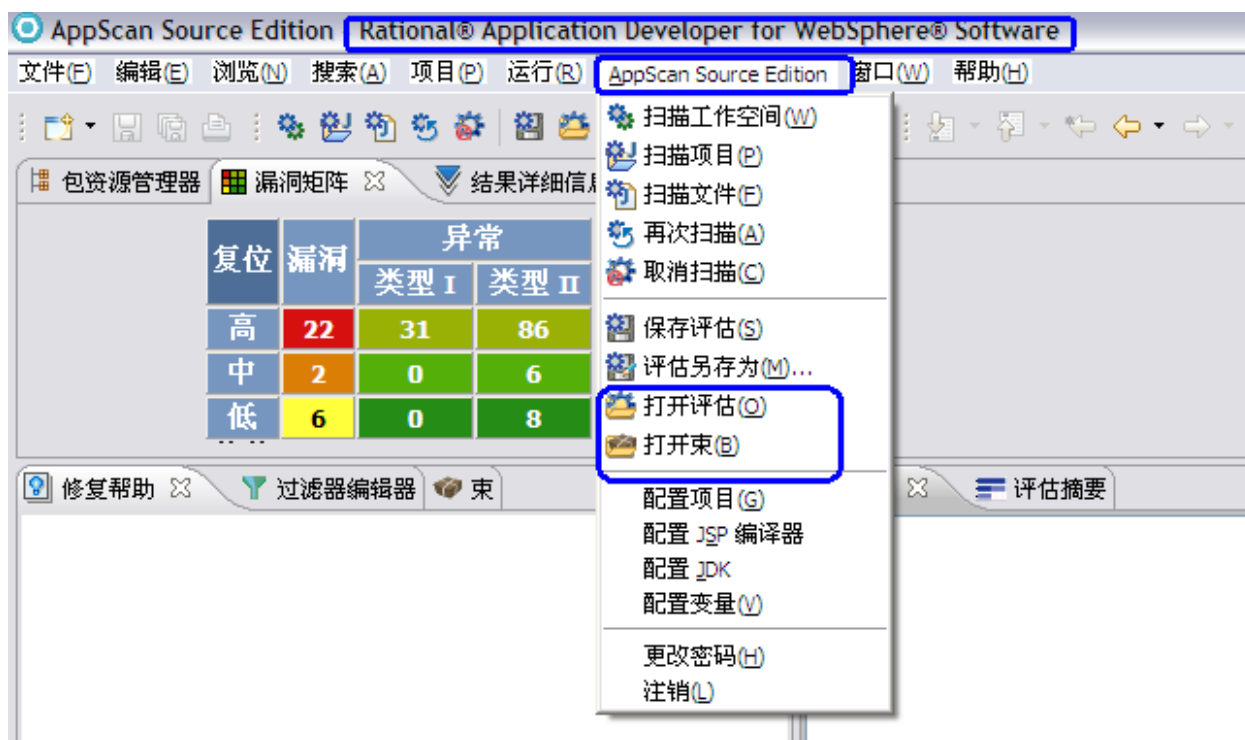 AppScan Source Edition Rational® Application Developer for WebSphere® Software
文件(F) 编辑(E) 浏览(N) 搜索(A) 项目(P) 运行(R) AppScan Source Edition 窗口(W) 帮助(H)
扫描工作空间(W)
扫描项目(P)
扫描文件(F)
再次扫描(A)
取消扫描(C)
保存评估(S)
评估另存为(M)...
打开评估(O)
打开束(B)
配置项目(G)
配置 JSP 编译器
配置 JDK
配置变量(V)
更改密码(H)
注销(L)
包资源管理器 漏洞矩阵 结果详细信息
复位 漏洞 异常
类型 I 类型 II
高 22 31 86
中 2 0 6
低 6 0 8
修复帮助 过滤器编辑器 束 评估摘要